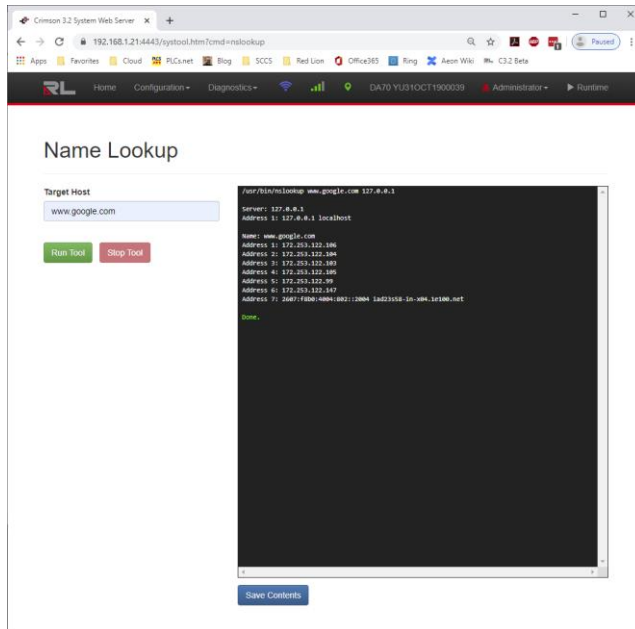 Crimson 3.2 System Web Server
192.168.1.21:4443/systool.htm?cmd=nslookup
Paused
Apps Favorites Cloud PLCs.net Blog SCCS Red Lion Office365 Ring Aeon Wiki C3.2 Beta
RL Home Configuration Diagnostics DA70 YU31OCT1900039 Administrator Runtime
Name Lookup
Target Host
www.google.com
Run Tool Stop Tool
/usr/bin/nslookup www.google.com 127.0.0.1
Server: 127.0.0.1
Address 1: 127.0.0.1 localhost
Name: www.google.com
Address 1: 172.253.122.106
Address 2: 172.253.122.104
Address 3: 172.253.122.103
Address 4: 172.253.122.105
Address 5: 172.253.122.99
Address 6: 172.253.122.147
Address 7: 2607:f8b0:4004:802::2004 iad23s58-in-x04.1e100.net
Done.
Save Contents